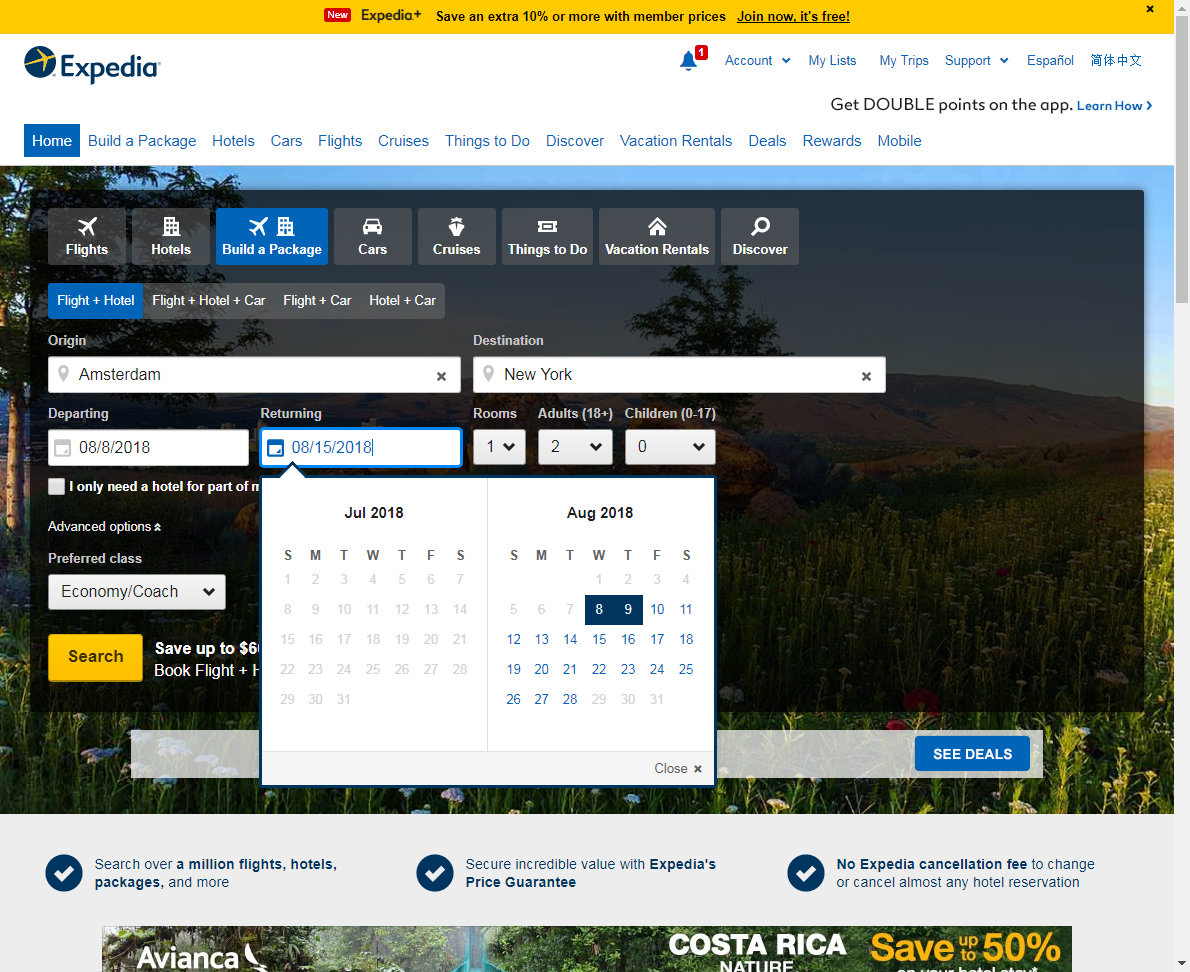 New Expedia+ Save an extra 10% or more with member prices Join now, it's free!
Expedia
1 Account My Lists My Trips Support Español 简体中文
Get DOUBLE points on the app. Learn How
Home Build a Package Hotels Cars Flights Cruises Things to Do Discover Vacation Rentals Deals Rewards Mobile
Flights Hotels Build a Package Cars Cruises Things to Do Vacation Rentals Discover
Flight + Hotel Flight + Hotel + Car Flight + Car Hotel + Car
Origin Destination
Amsterdam New York
Departing Returning Rooms Adults (18+) Children (0-17)
08/8/2018 08/15/2018 1 2 0
I only need a hotel for part of
Advanced options
Preferred class
Economy/Coach
Search
Save up to
Book Flight +
Jul 2018
S M T W T F S
1 2 3 4 5 6 7
8 9 10 11 12 13 14
15 16 17 18 19 20 21
22 23 24 25 26 27 28
29 30 31
Aug 2018
S M T W T F S
1 2 3 4
5 6 7 8 9 10 11
12 13 14 15 16 17 18
19 20 21 22 23 24 25
26 27 28 29 30 31
Close
SEE DEALS
Search over a million flights, hotels,
packages, and more
Secure incredible value with Expedia's
Price Guarantee
No Expedia cancellation fee to change
or cancel almost any hotel reservation
Avianca
COSTA RICA
NATURE
Save up to 50%
on your hotel stay*